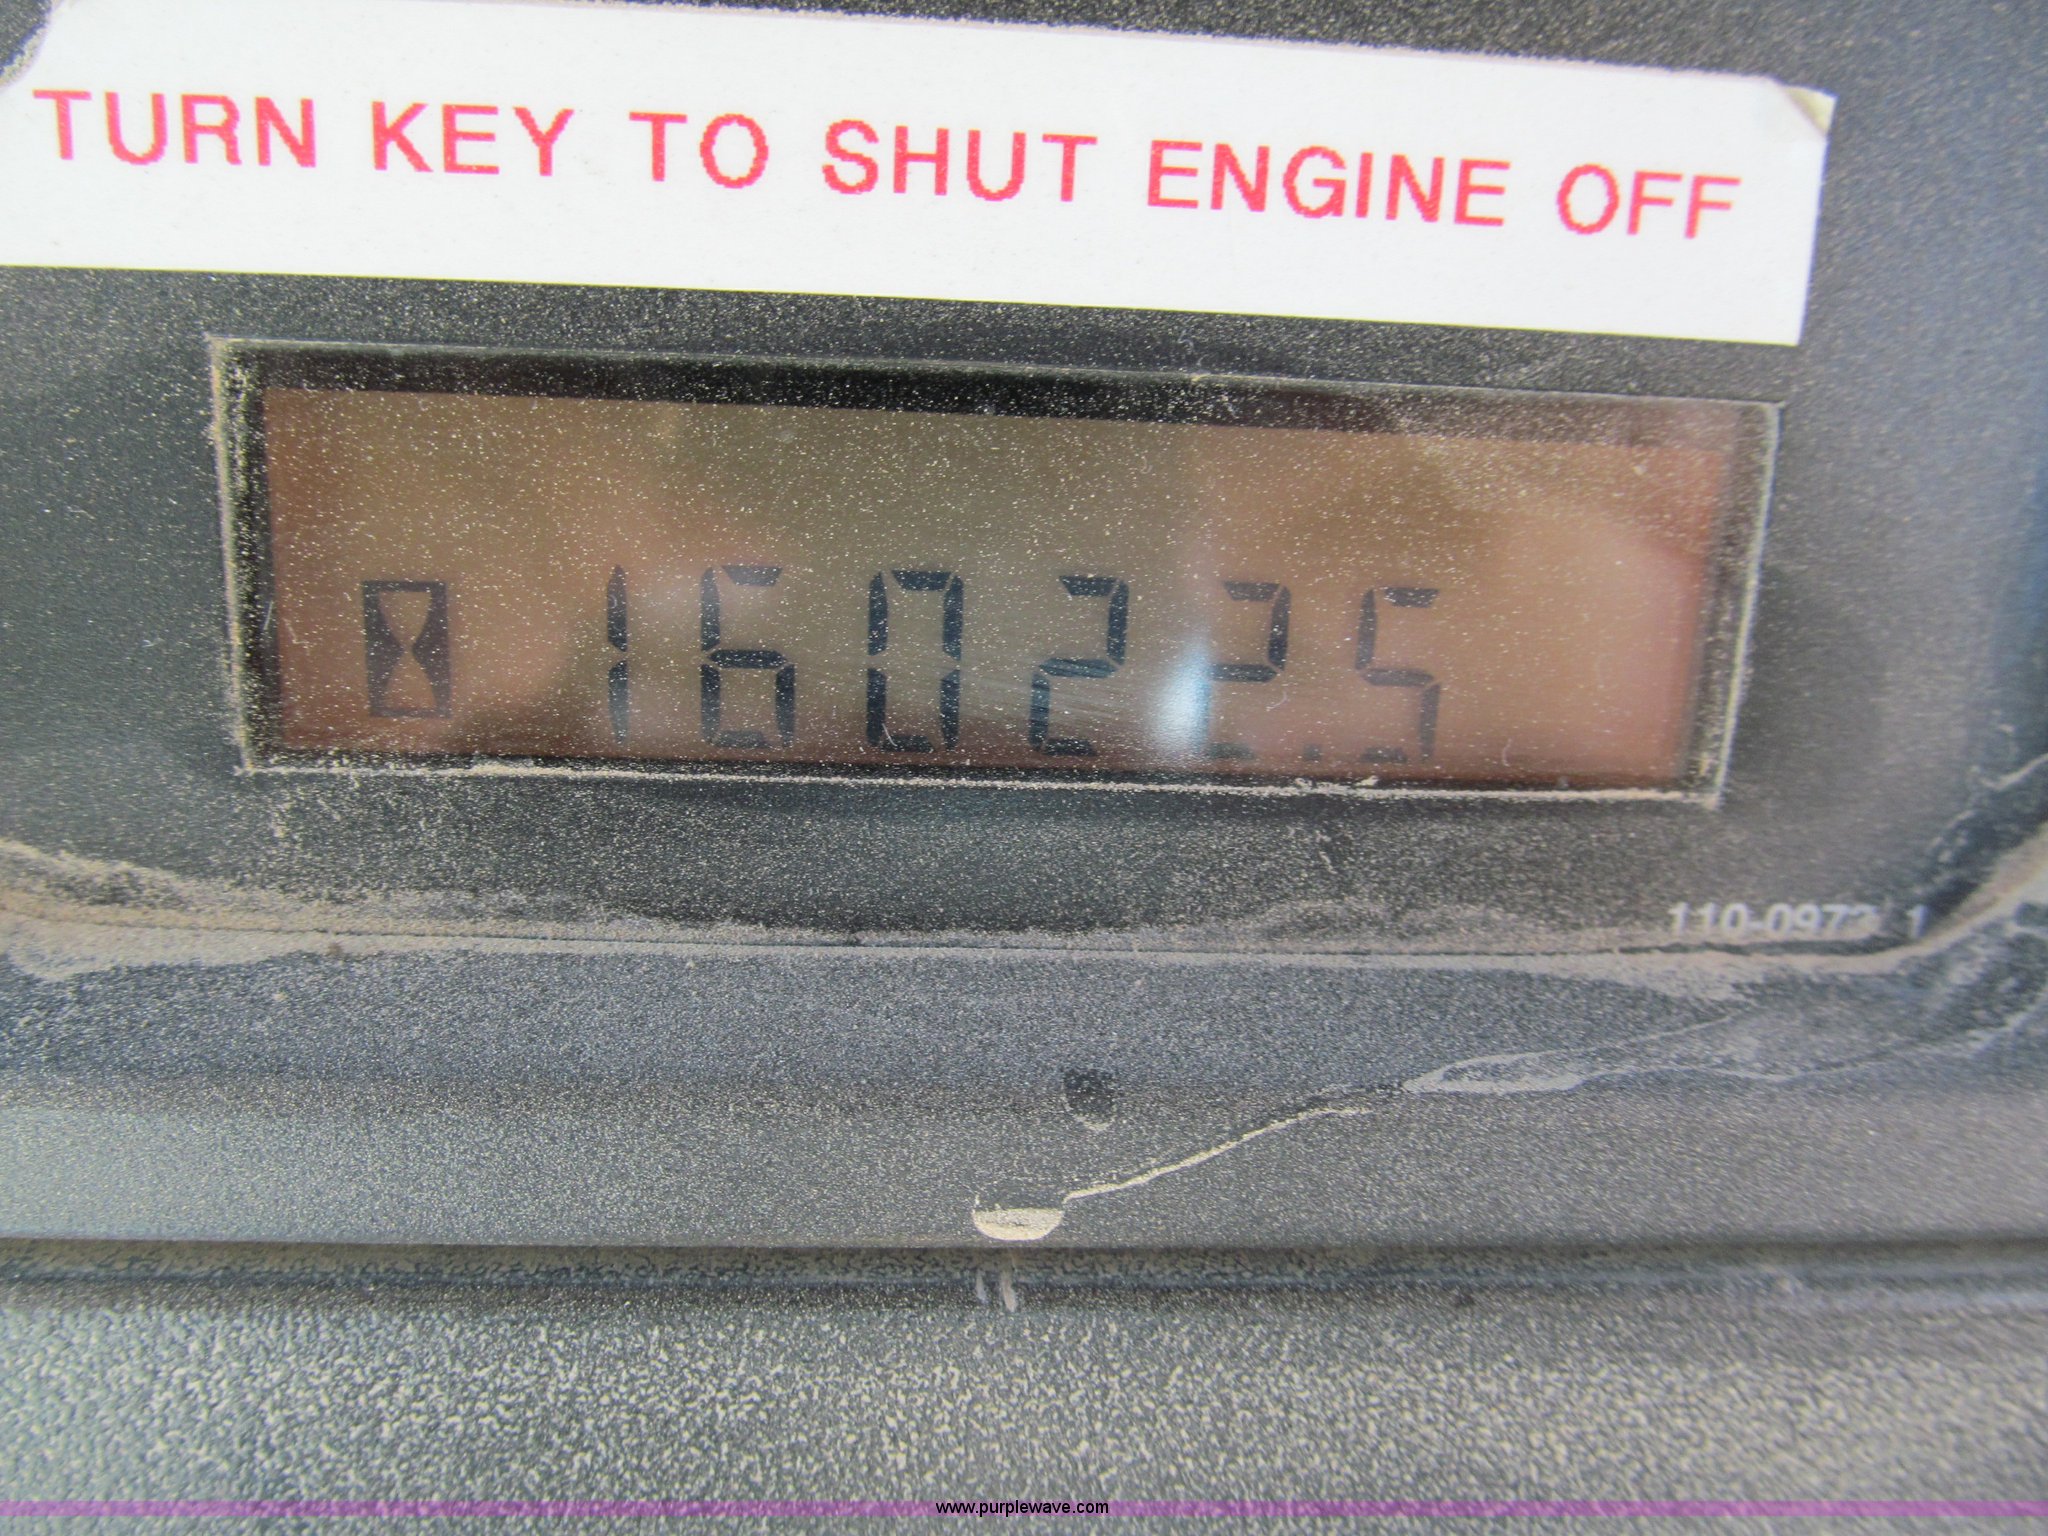 TURN KEY TO SHUT ENGINE OFF
16022.5
www.purplewave.com